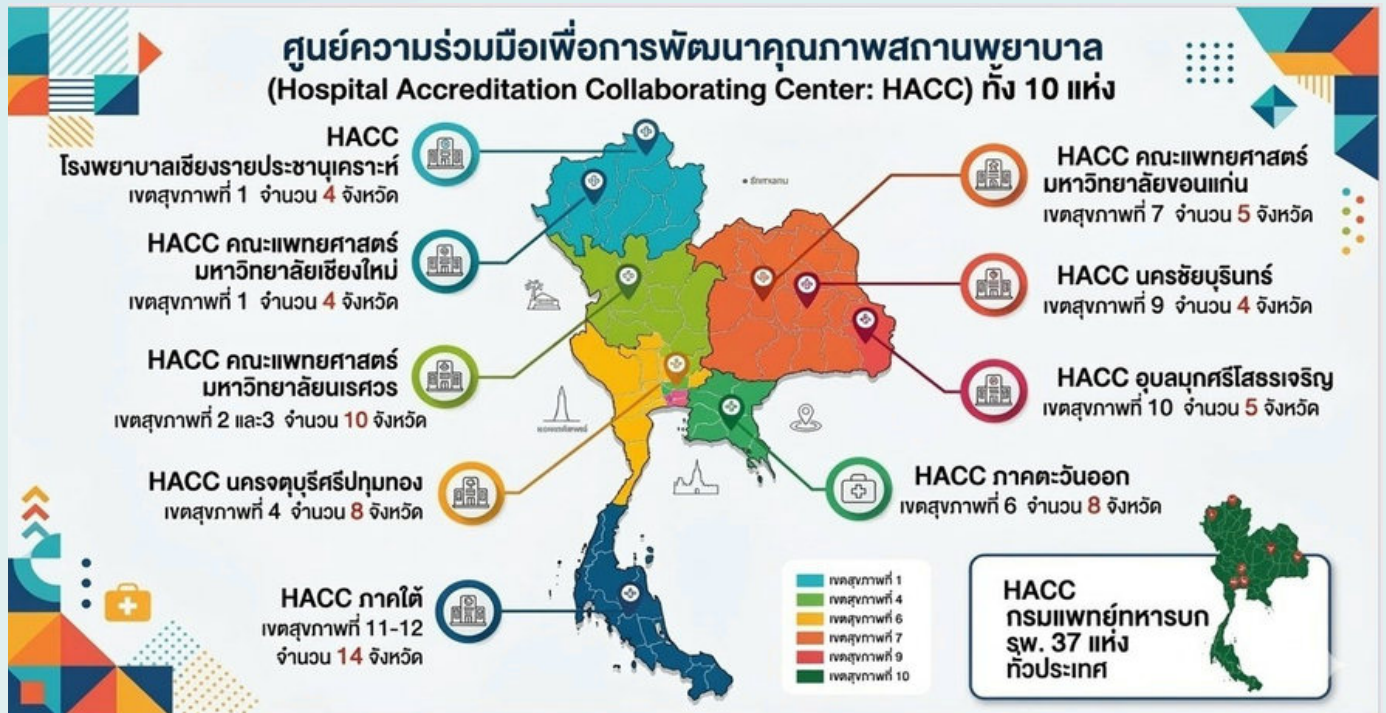 ศูนย์ความร่วมมือเพื่อการพัฒนาคุณภาพสถานพยาบาล
(Hospital Accreditation Collaborating Center: HACC) ทั้ง 10 แห่ง
HACC
โรงพยาบาลเชียงรายประชานุเคราะห์
เขตสุขภาพที่ 1 จำนวน 4 จังหวัด
HACC คณะแพทยศาสตร์
มหาวิทยาลัยเชียงใหม่
เขตสุขภาพที่ 1 จำนวน 4 จังหวัด
HACC คณะแพทยศาสตร์
มหาวิทยาลัยนเรศวร
เขตสุขภาพที่ 2 และ3 จำนวน 10 จังหวัด
HACC นครจตุบุรีศรีปทุมทอง
เขตสุขภาพที่ 4 จำนวน 8 จังหวัด
HACC ภาคใต้
เขตสุขภาพที่ 11-12
จำนวน 14 จังหวัด
HACC คณะแพทยศาสตร์
มหาวิทยาลัยขอนแก่น
เขตสุขภาพที่ 7 จำนวน 5 จังหวัด
HACC นครชัยบุรินทร์
เขตสุขภาพที่ 9 จำนวน 4 จังหวัด
HACC อุบลมุกศรีโสธรเจริญ
เขตสุขภาพที่ 10 จำนวน 5 จังหวัด
HACC ภาคตะวันออก
เขตสุขภาพที่ 6 จำนวน 8 จังหวัด
เขตสุขภาพที่ 1
เขตสุขภาพที่ 4
เขตสุขภาพที่ 6
เขตสุขภาพที่ 7
เขตสุขภาพที่ 9
เขตสุขภาพที่ 10
HACC
กรมแพทย์ทหารบก
รพ. 37 แห่ง
ทั่วประเทศ